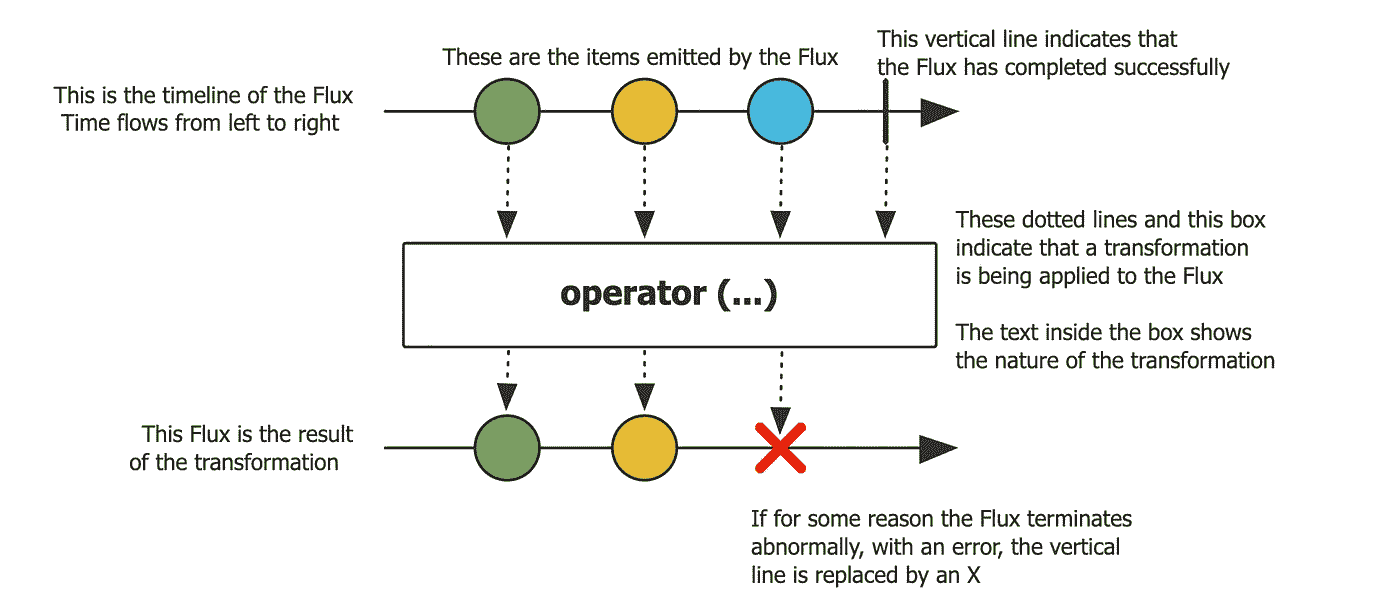 These are the items emitted by the Flux
This vertical line indicates that
the Flux has completed successfully
This is the timeline of the Flux
Time flows from left to right
These dotted lines and this box
indicate that a transformation
is being applied to the Flux
operator (...)
The text inside the box shows
the nature of the transformation
This Flux is the result
of the transformation
If for some reason the Flux terminates
abnormally, with an error, the vertical
line is replaced by an X